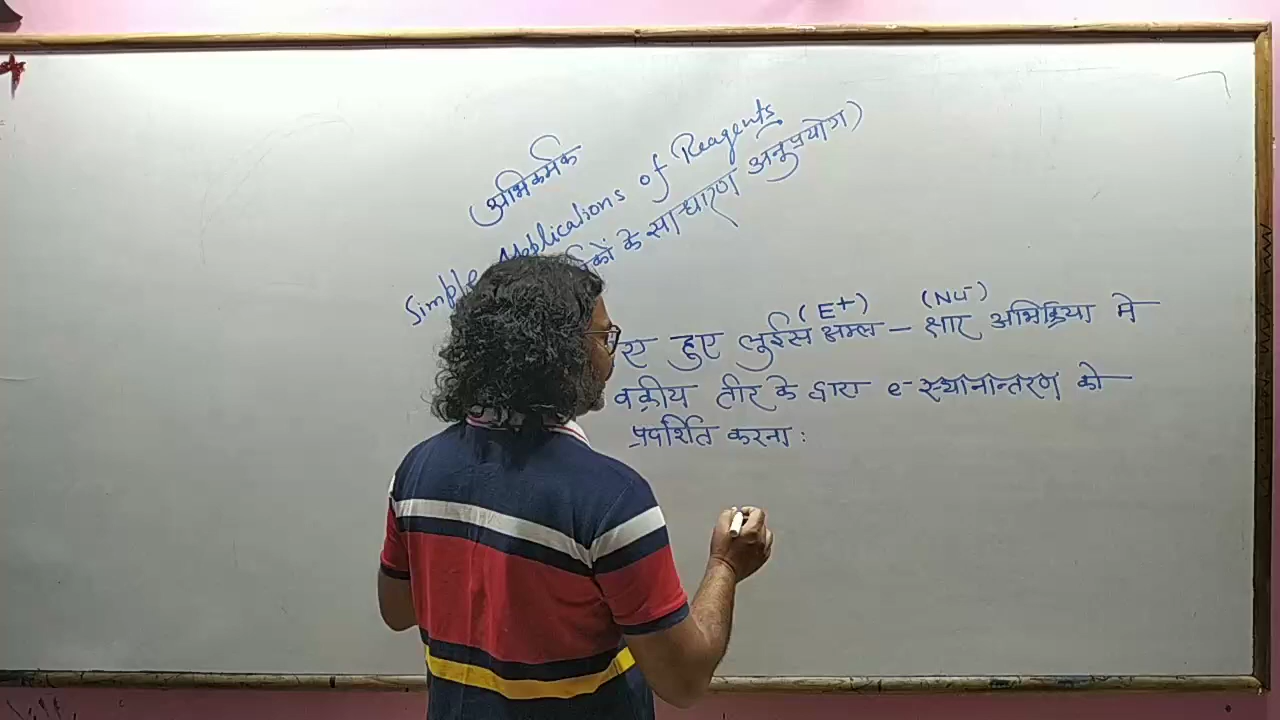 (अभिकर्मक
Simple Applications of Reagents
के साधारण अनुप्रयोग)
(E+) (Nu-)
हुए लुईस अम्ल - क्षार अभिक्रिया में
वक्रीय तीर के द्वारा e- स्थानान्तरण को
प्रदर्शित करना: